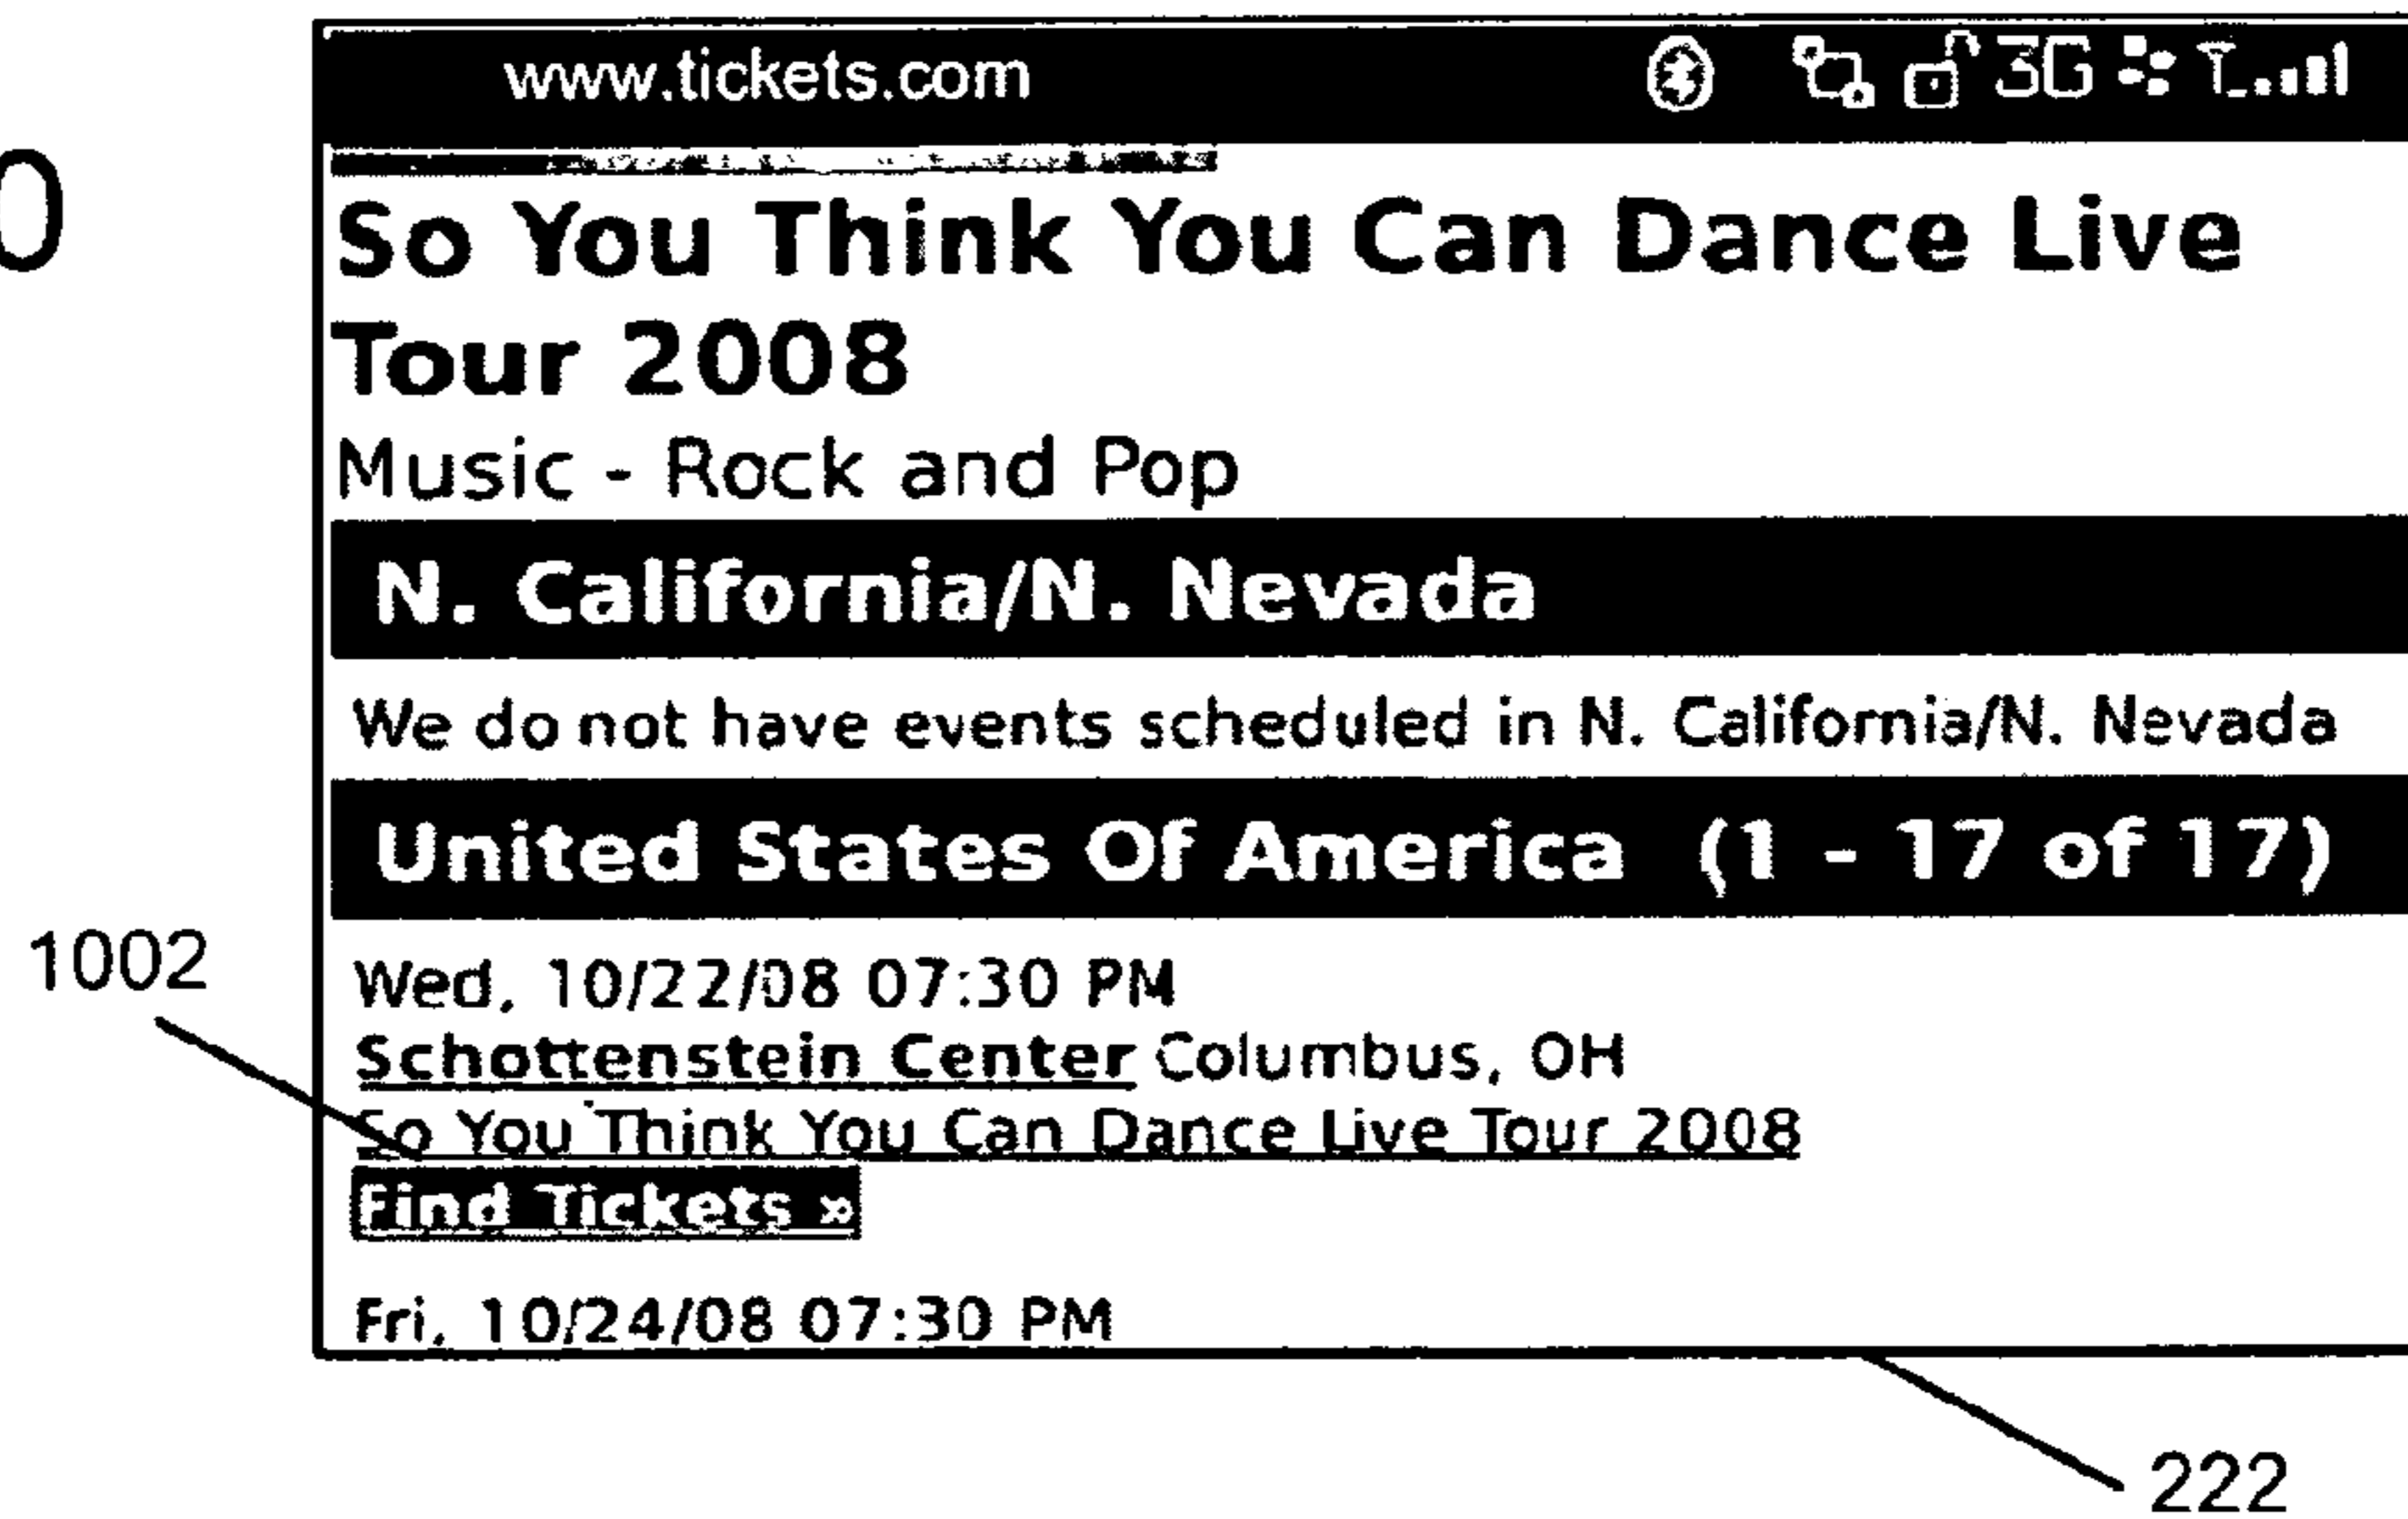 www.tickets.com 3G
0
So You Think You Can Dance Live
Tour 2008
Music - Rock and Pop
N. California/N. Nevada
We do not have events scheduled in N. California/N. Nevada
United States Of America (1 - 17 of 17)
1002
Wed, 10/22/08 07:30 PM
Schottenstein Center Columbus, OH
So You Think You Can Dance Live Tour 2008
Find Tickets »
Fri, 10/24/08 07:30 PM
222